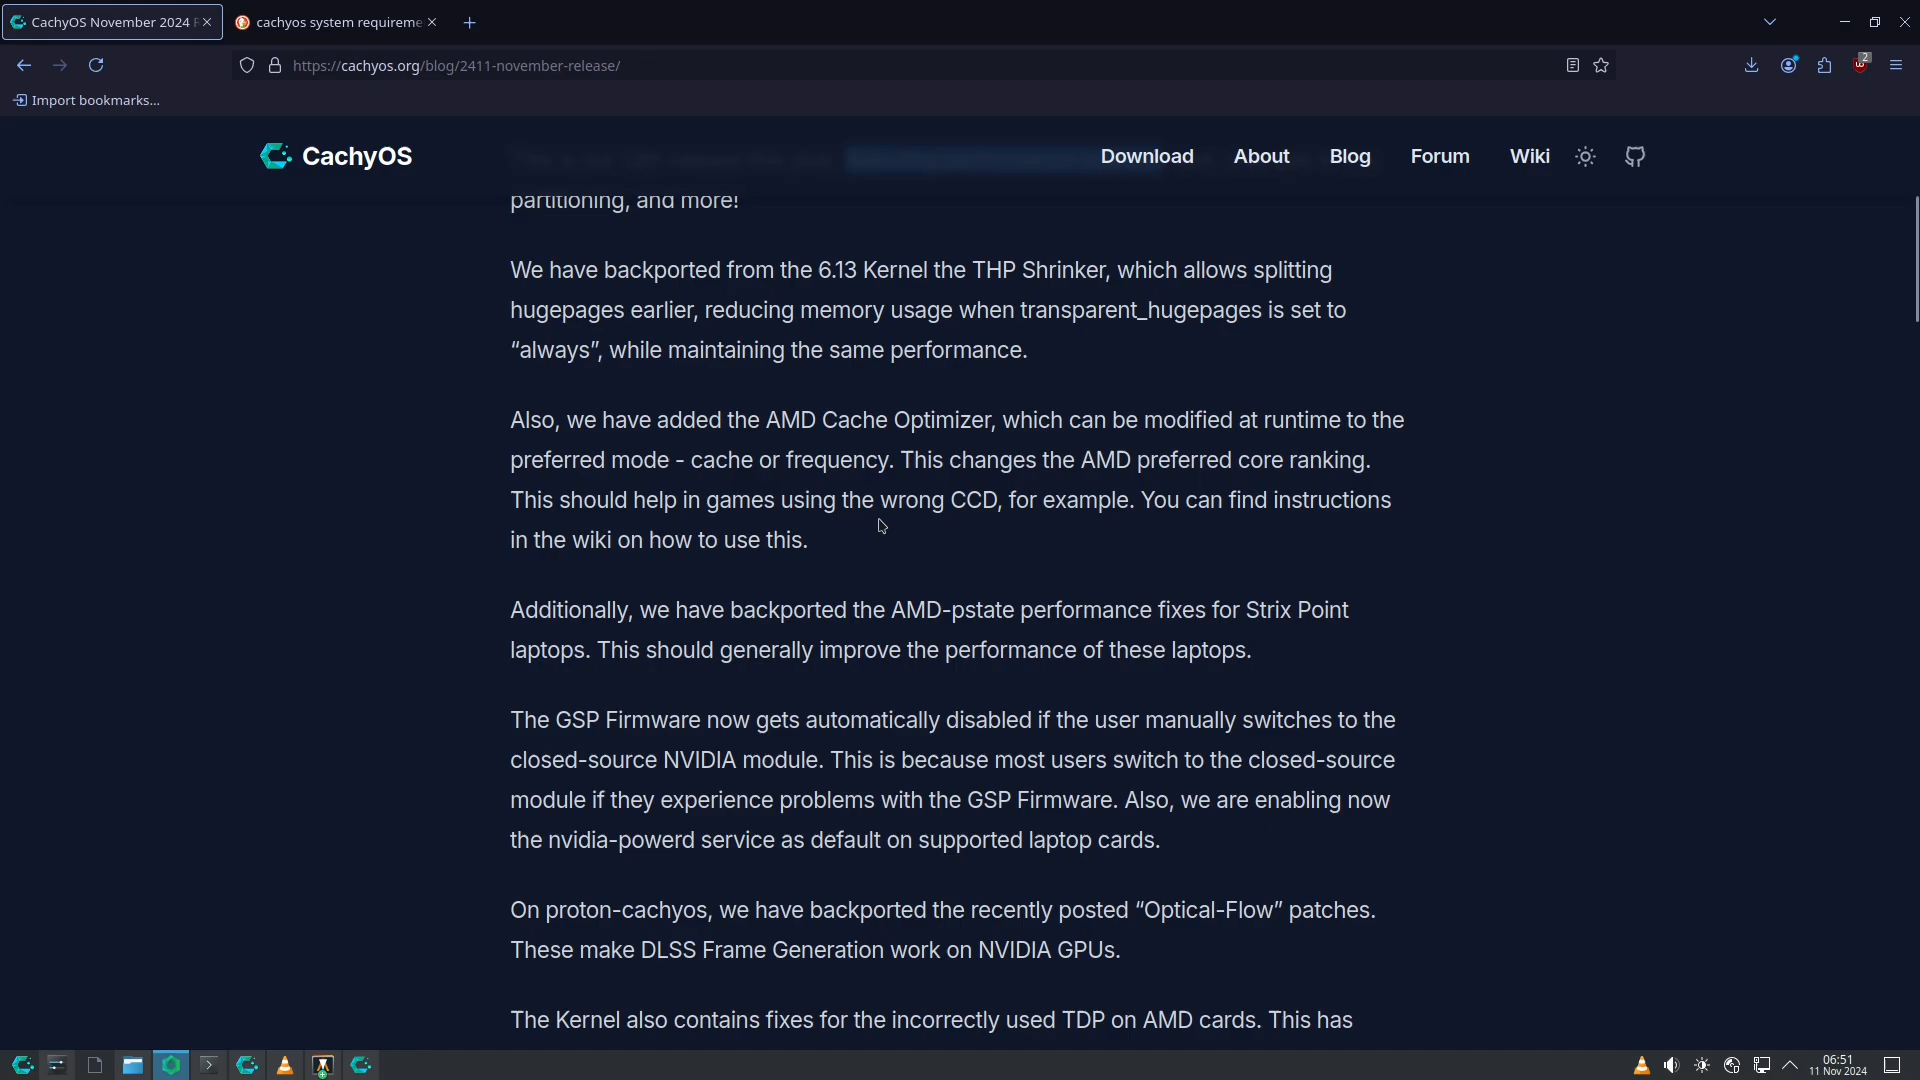 CachyOS November 2024
cachyos system requireme
https://cachyos.org/blog/2411-november-release/
2
Import bookmarks...
CachyOS
Download
About
Blog
Forum
Wiki
partitioning, and more!
We have backported from the 6.13 Kernel the THP Shrinker, which allows splitting
hugepages earlier, reducing memory usage when transparent_hugepages is set to
“always”, while maintaining the same performance.
Also, we have added the AMD Cache Optimizer, which can be modified at runtime to the
preferred mode - cache or frequency. This changes the AMD preferred core ranking.
This should help in games using the wrong CCD, for example. You can find instructions
in the wiki on how to use this.
Additionally, we have backported the AMD-pstate performance fixes for Strix Point
laptops. This should generally improve the performance of these laptops.
The GSP Firmware now gets automatically disabled if the user manually switches to the
closed-source NVIDIA module. This is because most users switch to the closed-source
module if they experience problems with the GSP Firmware. Also, we are enabling now
the nvidia-powerd service as default on supported laptop cards.
On proton-cachyos, we have backported the recently posted “Optical-Flow” patches.
These make DLSS Frame Generation work on NVIDIA GPUs.
The Kernel also contains fixes for the incorrectly used TDP on AMD cards. This has
06:51
11 Nov 2024